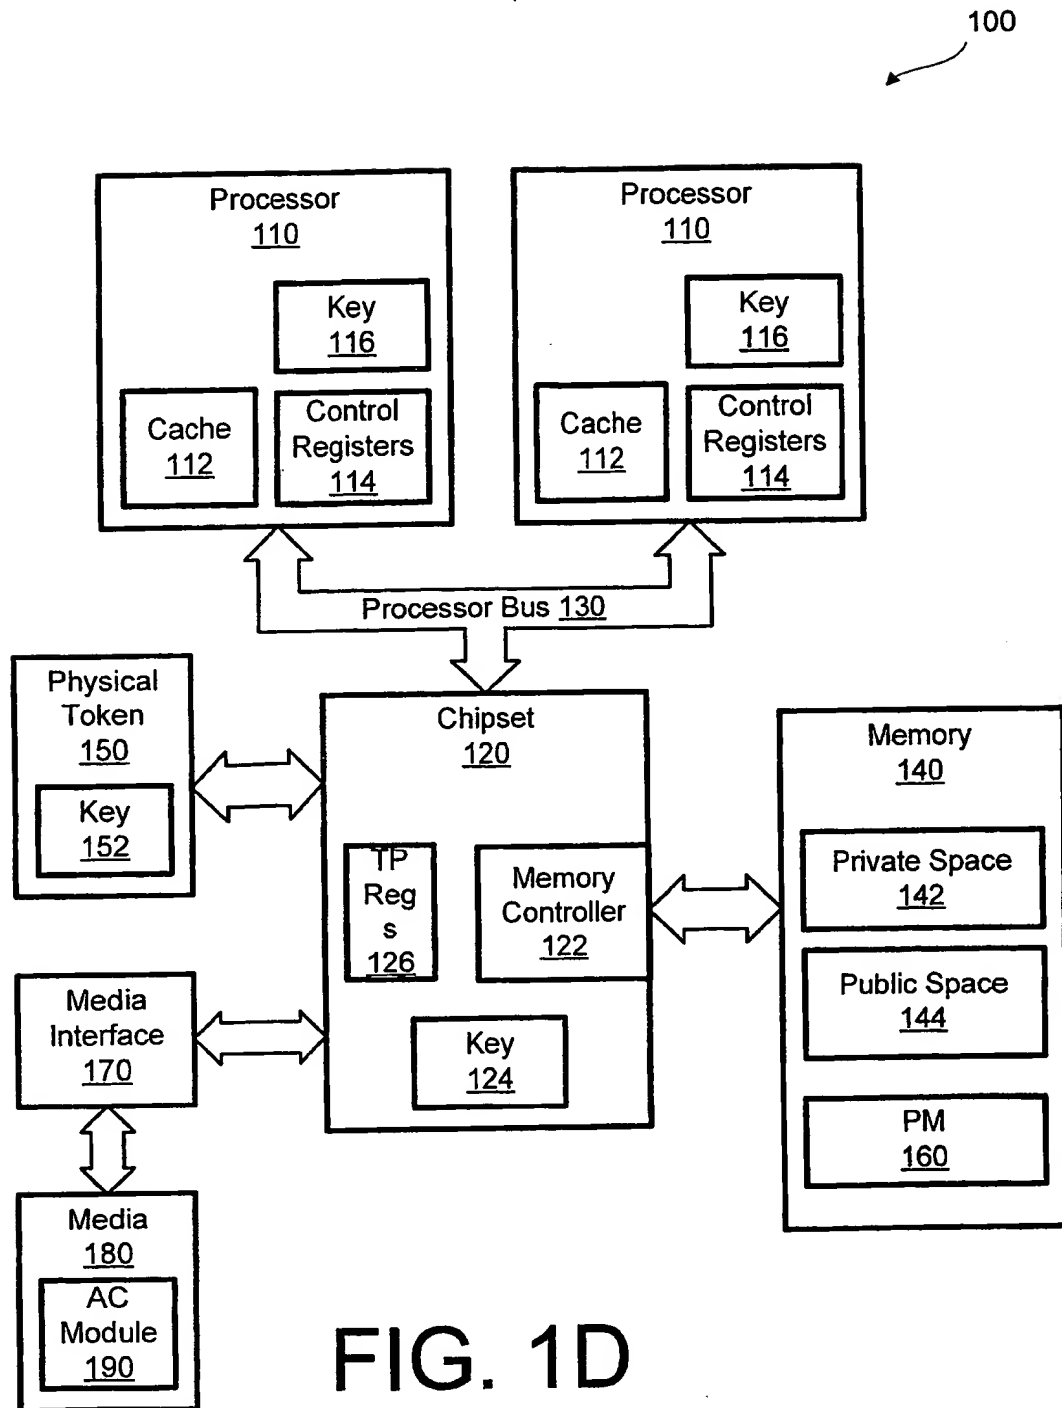 100
Processor
110
Key
116
Cache
112
Control
Registers
114
Processor
110
Key
116
Cache
112
Control
Registers
114
Processor Bus 130
Physical
Token
150
Key
152
Chipset
120
TP
Reg
s
126
Memory
Controller
122
Key
124
Memory
140
Private Space
142
Public Space
144
PM
160
Media
Interface
170
Media
180
AC
Module
190
FIG. 1D